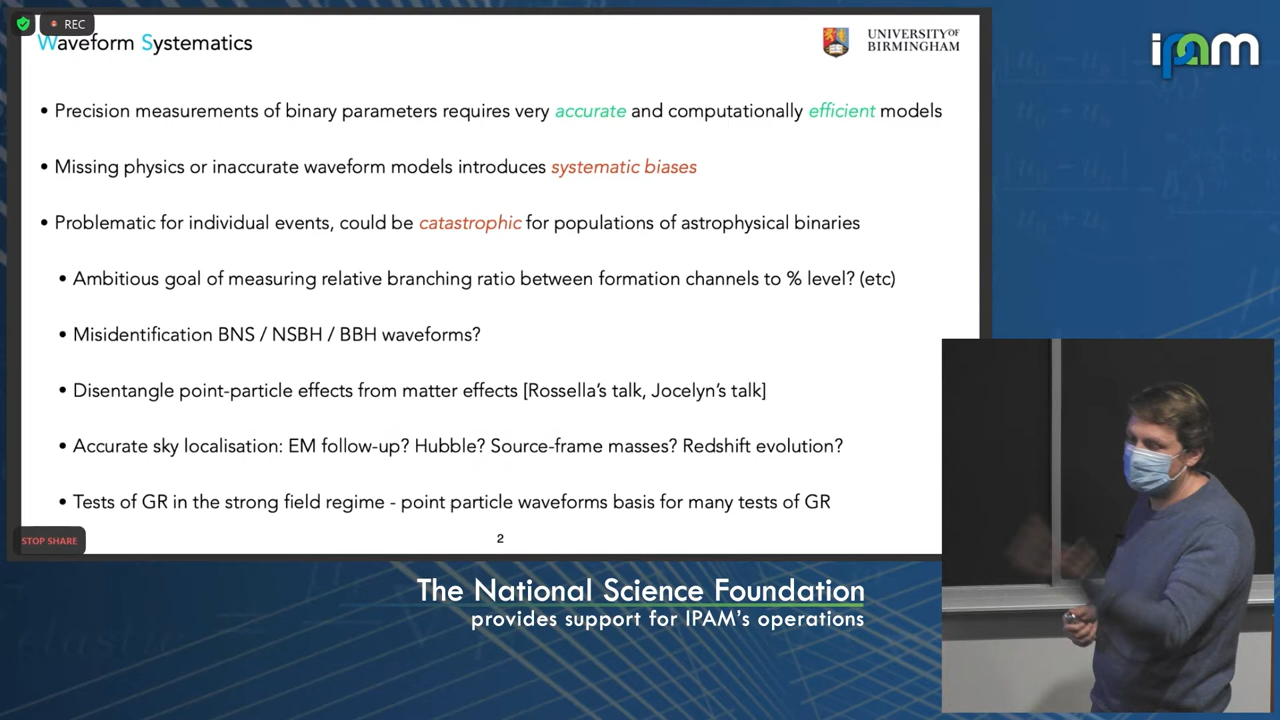 REC
Waveform Systematics
UNIVERSITY OF
BIRMINGHAM
ipam
• Precision measurements of binary parameters requires very accurate and computationally efficient models
• Missing physics or inaccurate waveform models introduces systematic biases
• Problematic for individual events, could be catastrophic for populations of astrophysical binaries
• Ambitious goal of measuring relative branching ratio between formation channels to % level? (etc)
• Misidentification BNS / NSBH / BBH waveforms?
• Disentangle point-particle effects from matter effects [Rossella's talk, Jocelyn's talk]
• Accurate sky localisation: EM follow-up? Hubble? Source-frame masses? Redshift evolution?
• Tests of GR in the strong field regime - point particle waveforms basis for many tests of GR
STOP SHARE
2
The National Science Foundation
provides support for IPAM's operations